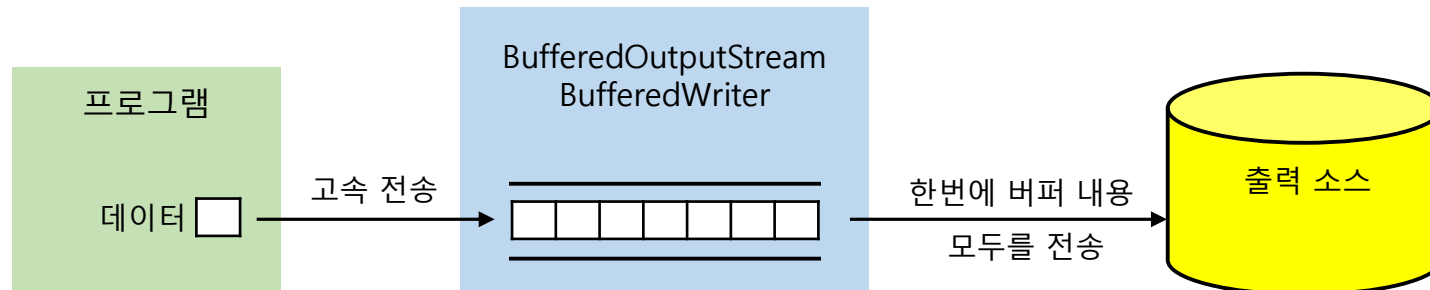 프로그램
데이터
고속 전송
BufferedOutputStream
BufferedWriter
한번에 버퍼 내용
모두를 전송
출력 소스